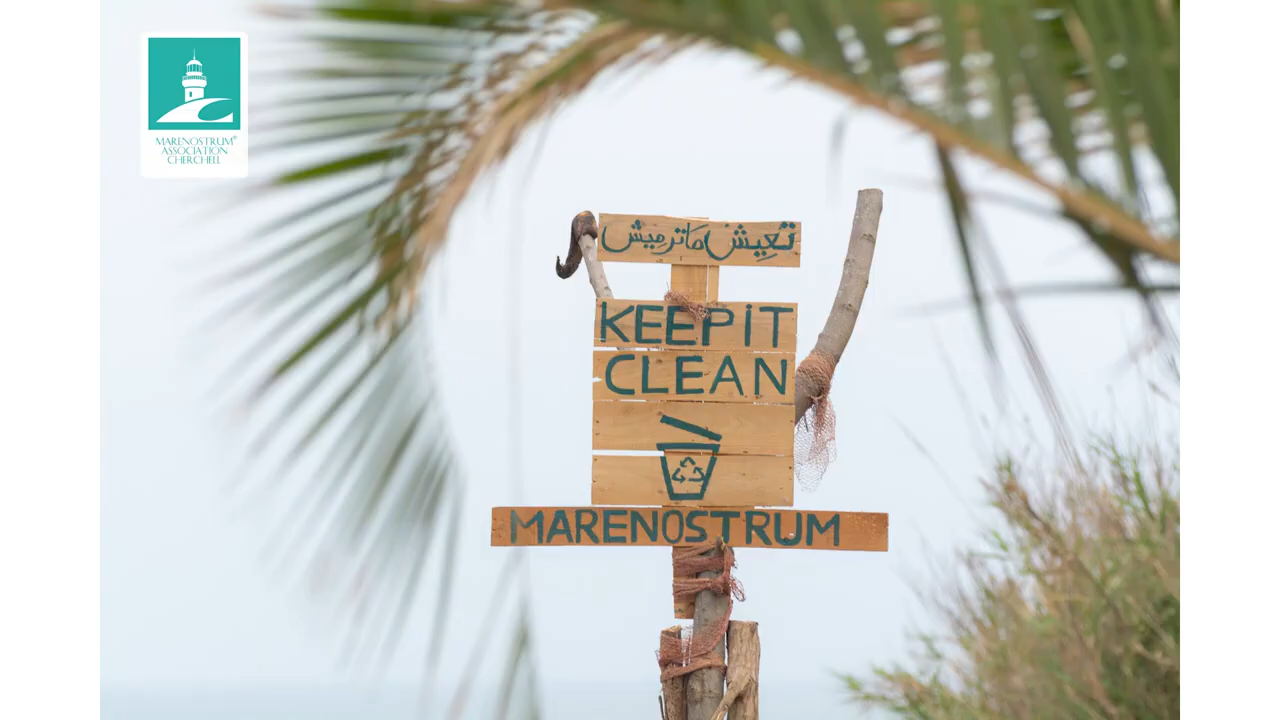 MARENOSTRUM®
ASSOCIATION
CHERCHELL
تعيش ماترميش
KEEP IT
CLEAN
MARENOSTRUM